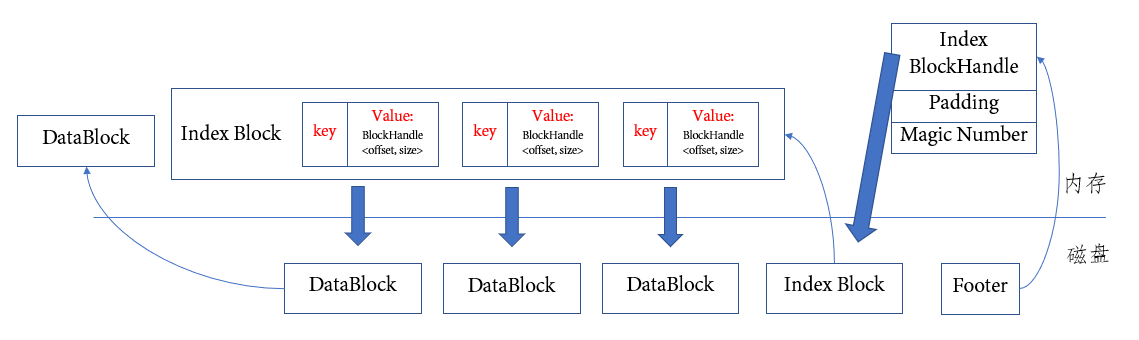 Index
BlockHandle
Padding
Magic Number
DataBlock
Index Block
key
Value:
BlockHandle
<offset, size>
key
Value:
BlockHandle
<offset, size>
key
Value:
BlockHandle
<offset, size>
内存
磁盘
DataBlock
DataBlock
DataBlock
Index Block
Footer